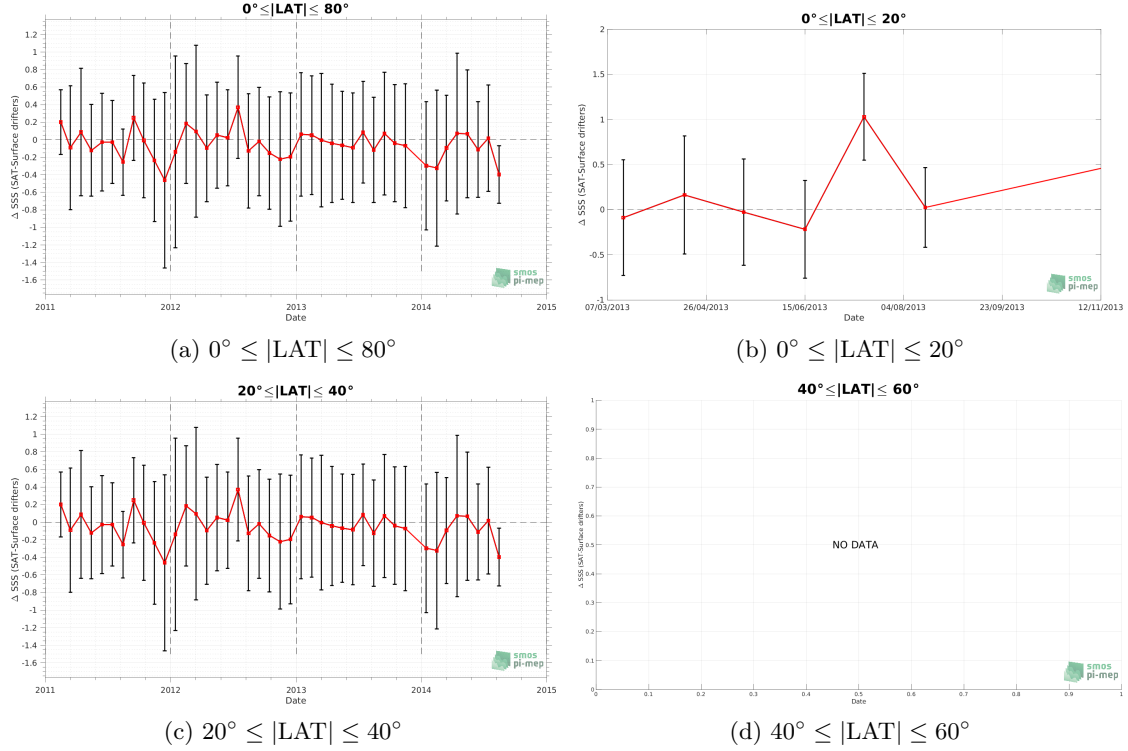 0°≤|LAT|≤ 80°
Δ SSS (SAT-Surface drifters)
1.2
1
0.8
0.6
0.4
0.2
0
-0.2
-0.4
-0.6
-0.8
-1
-1.2
-1.4
-1.6
2011 2012 2013 2014 2015
Date
smos
pi-mep
(a) 0° ≤ |LAT| ≤ 80°
0°≤|LAT|≤ 20°
Δ SSS (SAT-Surface drifters)
2
1.5
1
0.5
0
-0.5
-1
07/03/2013 26/04/2013 15/06/2013 04/08/2013 23/09/2013 12/11/2013
Date
smos
pi-mep
(b) 0° ≤ |LAT| ≤ 20°
20°≤|LAT|≤ 40°
Δ SSS (SAT-Surface drifters)
1.2
1
0.8
0.6
0.4
0.2
0
-0.2
-0.4
-0.6
-0.8
-1
-1.2
-1.4
-1.6
2011 2012 2013 2014 2015
Date
smos
pi-mep
(c) 20° ≤ |LAT| ≤ 40°
40°≤|LAT|≤ 60°
Δ SSS (SAT-Surface drifters)
1
0.9
0.8
0.7
0.6
0.5
0.4
0.3
0.2
0.1
0
NO DATA
0 0.1 0.2 0.3 0.4 0.5 0.6 0.7 0.8 0.9 1
Date
smos
pi-mep
(d) 40° ≤ |LAT| ≤ 60°